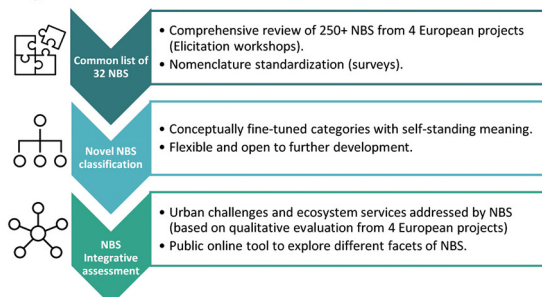 Common list of
32 NBS
• Comprehensive review of 250+ NBS from 4 European projects
(Elicitation workshops).
• Nomenclature standardization (surveys).
Novel NBS
classification
• Conceptually fine-tuned categories with self-standing meaning.
• Flexible and open to further development.
NBS
Integrative
assessment
• Urban challenges and ecosystem services addressed by NBS
(based on qualitative evaluation from 4 European projects)
• Public online tool to explore different facets of NBS.